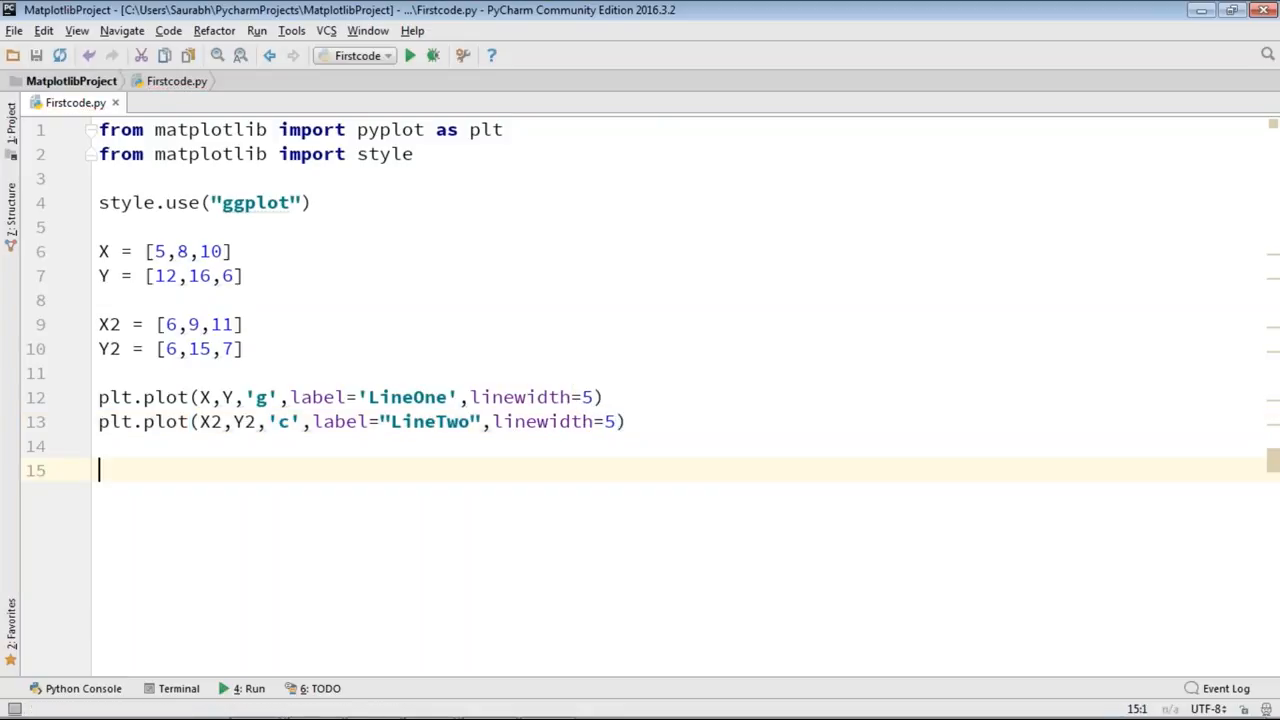 MatplotlibProject - [C:\Users\Saurabh\PycharmProjects\MatplotlibProject] - ...\Firstcode.py - PyCharm Community Edition 2016.3.2
File Edit View Navigate Code Refactor Run Tools VCS Window Help
Firstcode
MatplotlibProject Firstcode.py
Firstcode.py
1: Project
7: Structure
2: Favorites
1 from matplotlib import pyplot as plt
2 from matplotlib import style
3
4 style.use("ggplot")
5
6 X = [5,8,10]
7 Y = [12,16,6]
8
9 X2 = [6,9,11]
10 Y2 = [6,15,7]
11
12 plt.plot(X,Y,'g',label='LineOne',linewidth=5)
13 plt.plot(X2,Y2,'c',label="LineTwo",linewidth=5)
14
15
Python Console Terminal 4: Run 6: TODO Event Log
15:1 n/a UTF-8